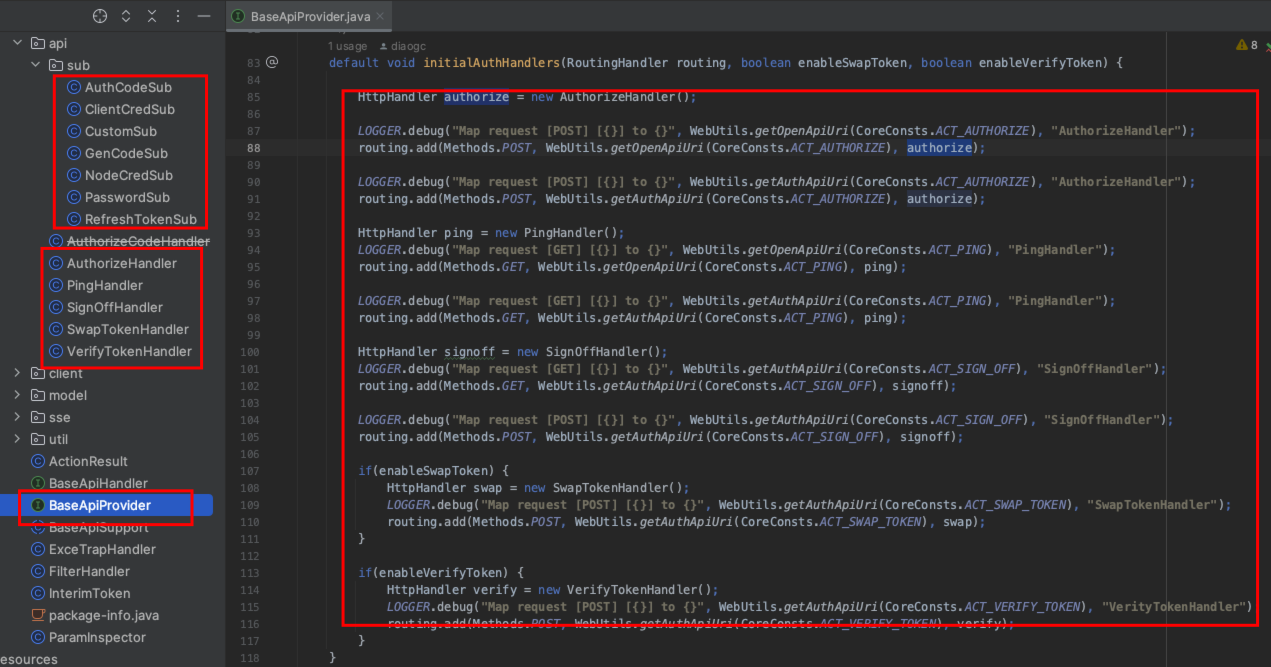 api
sub
AuthCodeSub
ClientCredSub
CustomSub
GenCodeSub
NodeCredSub
PasswordSub
RefreshTokenSub
AuthorizeCodeHandler
AuthorizeHandler
PingHandler
SignOffHandler
SwapTokenHandler
VerifyTokenHandler
client
model
sse
util
ActionResult
BaseApiHandler
BaseApiProvider
BaseApiSupport
ExceTrapHandler
FilterHandler
InterimToken
package-info.java
ParamInspector
esources
BaseApiProvider.java
1 usage diaogc
8
83 @ default void initialAuthHandlers(RoutingHandler routing, boolean enableSwapToken, boolean enableVerifyToken) {
84
85 HttpHandler authorize = new AuthorizeHandler();
86
87 LOGGER.debug("Map request [POST] [{}] to {}", WebUtils.getOpenApiUri(CoreConsts.ACT_AUTHORIZE), "AuthorizeHandler");
88 routing.add(Methods.POST, WebUtils.getOpenApiUri(CoreConsts.ACT_AUTHORIZE), authorize);
89
90 LOGGER.debug("Map request [POST] [{}] to {}", WebUtils.getAuthApiUri(CoreConsts.ACT_AUTHORIZE), "AuthorizeHandler");
91 routing.add(Methods.POST, WebUtils.getAuthApiUri(CoreConsts.ACT_AUTHORIZE), authorize);
92
93 HttpHandler ping = new PingHandler();
94 LOGGER.debug("Map request [GET] [{}] to {}", WebUtils.getOpenApiUri(CoreConsts.ACT_PING), "PingHandler");
95 routing.add(Methods.GET, WebUtils.getOpenApiUri(CoreConsts.ACT_PING), ping);
96
97 LOGGER.debug("Map request [GET] [{}] to {}", WebUtils.getAuthApiUri(CoreConsts.ACT_PING), "PingHandler");
98 routing.add(Methods.GET, WebUtils.getAuthApiUri(CoreConsts.ACT_PING), ping);
99
100 HttpHandler signoff = new SignOffHandler();
101 LOGGER.debug("Map request [GET] [{}] to {}", WebUtils.getAuthApiUri(CoreConsts.ACT_SIGN_OFF), "SignOffHandler");
102 routing.add(Methods.GET, WebUtils.getAuthApiUri(CoreConsts.ACT_SIGN_OFF), signoff);
103
104 LOGGER.debug("Map request [POST] [{}] to {}", WebUtils.getAuthApiUri(CoreConsts.ACT_SIGN_OFF), "SignOffHandler");
105 routing.add(Methods.POST, WebUtils.getAuthApiUri(CoreConsts.ACT_SIGN_OFF), signoff);
106
107 if(enableSwapToken) {
108 HttpHandler swap = new SwapTokenHandler();
109 LOGGER.debug("Map request [POST] [{}] to {}", WebUtils.getAuthApiUri(CoreConsts.ACT_SWAP_TOKEN), "SwapTokenHandler");
110 routing.add(Methods.POST, WebUtils.getAuthApiUri(CoreConsts.ACT_SWAP_TOKEN), swap);
111 }
112
113 if(enableVerifyToken) {
114 HttpHandler verify = new VerifyTokenHandler();
115 LOGGER.debug("Map request [POST] [{}] to {}", WebUtils.getAuthApiUri(CoreConsts.ACT_VERIFY_TOKEN), "VerityTokenHandler")
116 routing.add(Methods.POST, WebUtils.getAuthApiUri(CoreConsts.ACT_VERIFY_TOKEN), verify);
117 }
118 }